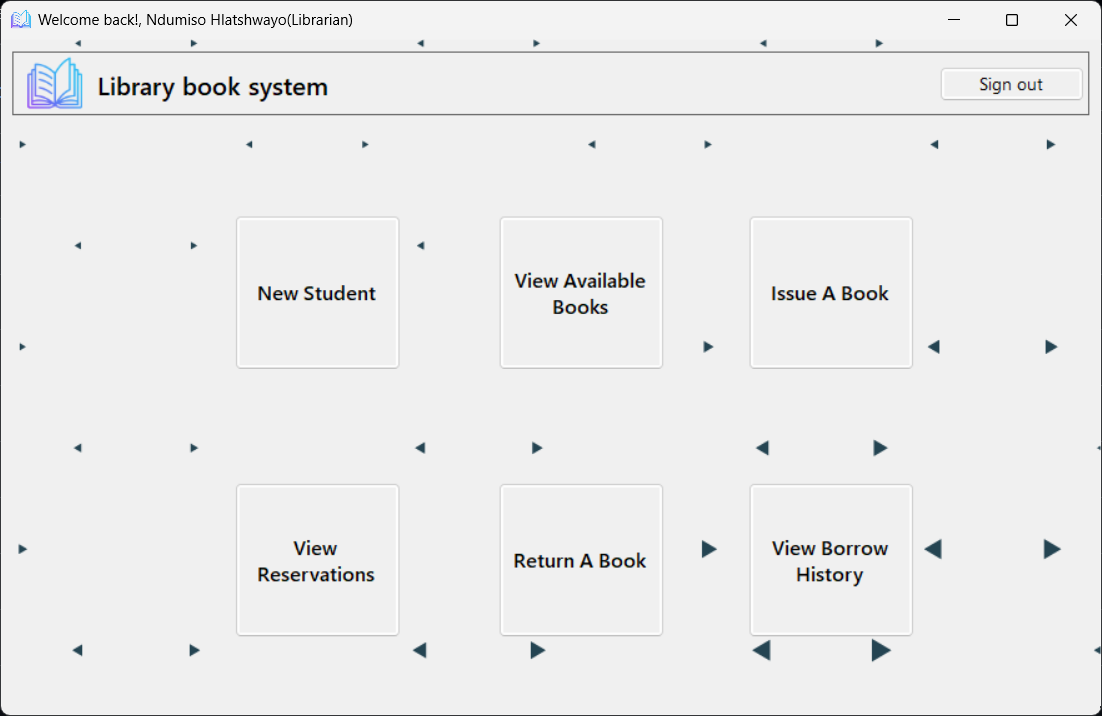 Welcome back!, Ndumiso Hlatshwayo(Librarian)
Library book system
Sign out
New Student
View Available
Books
Issue A Book
View
Reservations
Return A Book
View Borrow
History